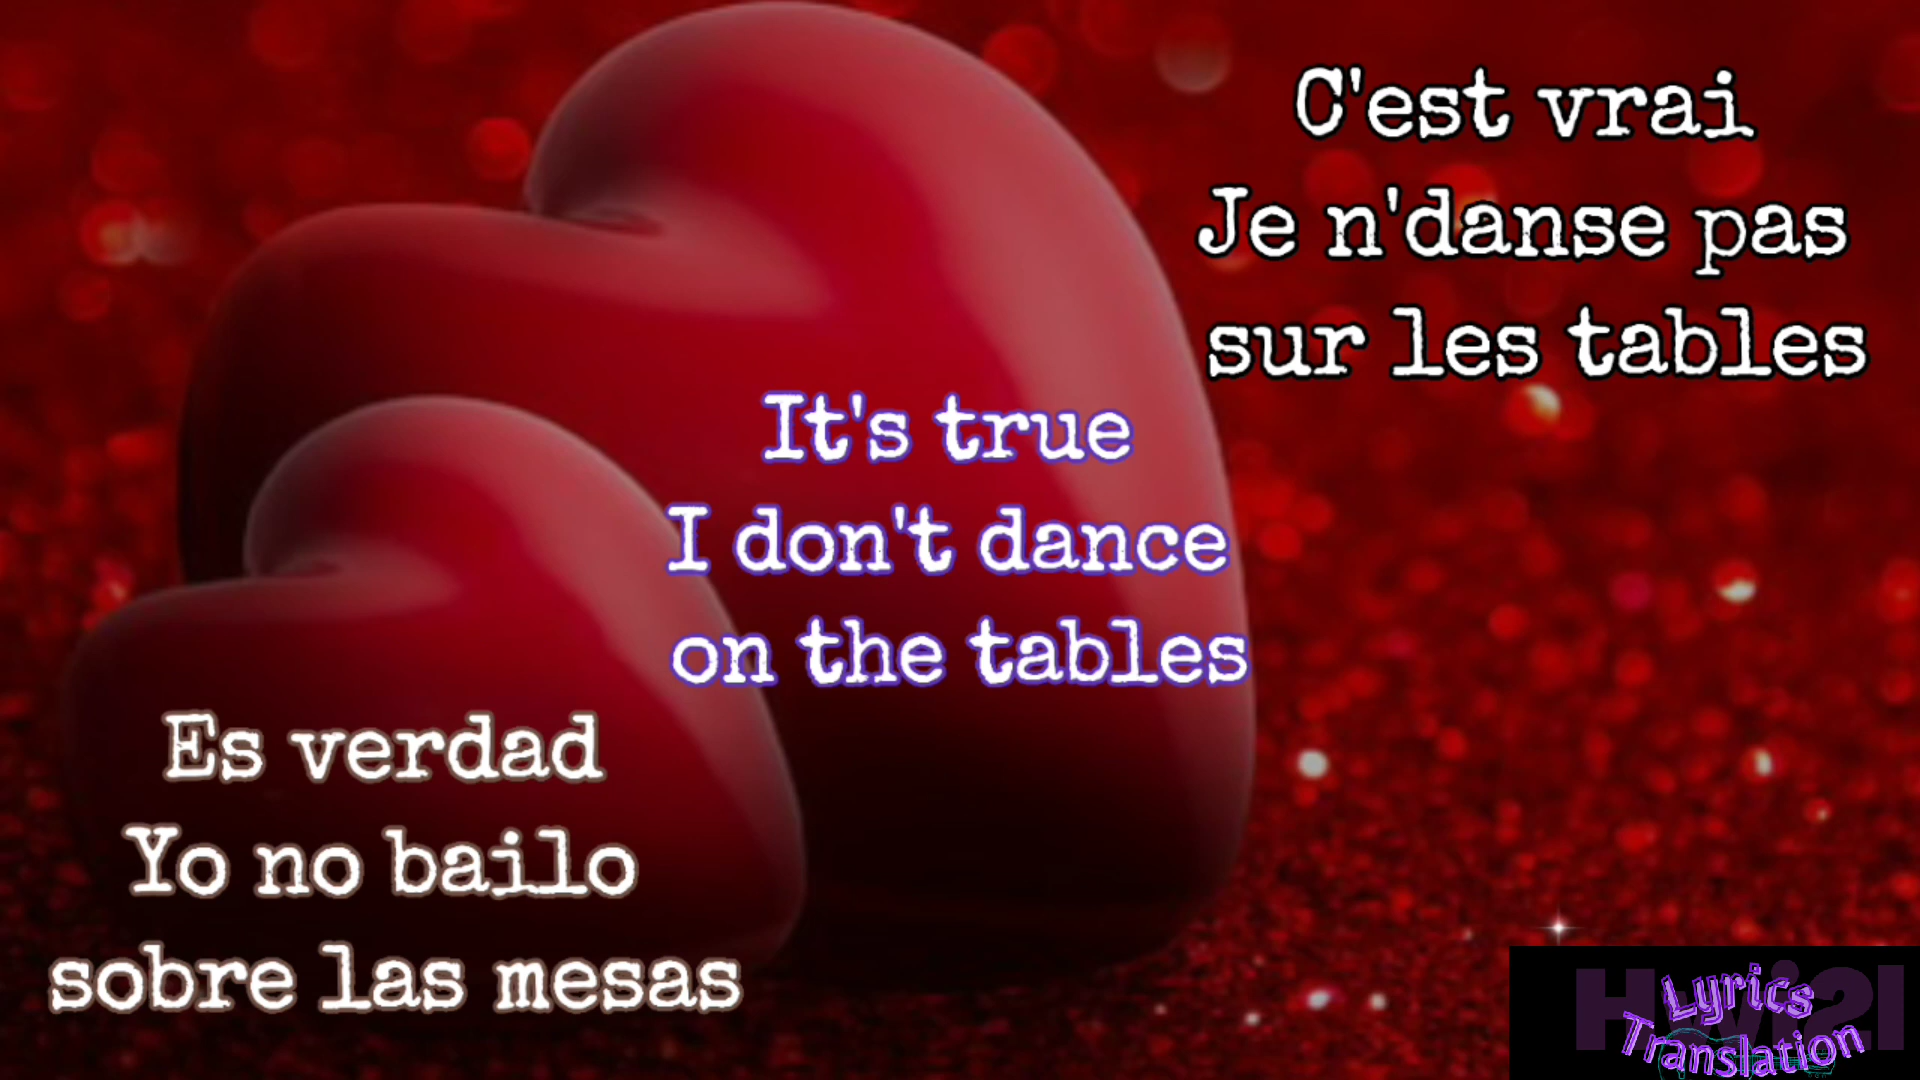 C'est vrai
Je n'danse pas
sur les tables
It's true
I don't dance
on the tables
Es verdad
Yo no bailo
sobre las mesas
Lyrics
Translation